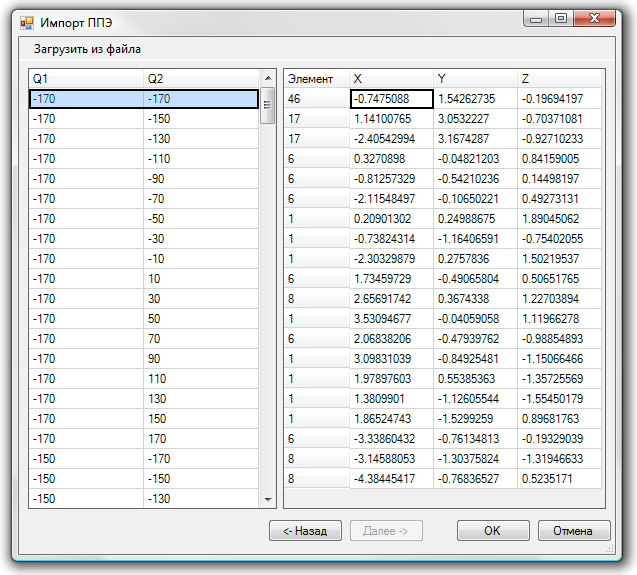 Импорт ППЭ
Загрузить из файла
Q1 Q2
-170 -170
-170 -150
-170 -130
-170 -110
-170 -90
-170 -70
-170 -50
-170 -30
-170 -10
-170 10
-170 30
-170 50
-170 70
-170 90
-170 110
-170 130
-170 150
-170 170
-150 -170
-150 -150
-150 -130
Элемент X Y Z
46 -0.7475088 1.54262735 -0.19694197
17 1.14100765 3.0532227 -0.70371081
17 -2.40542994 3.1674287 -0.92710233
6 0.3270898 -0.04821203 0.84159005
6 -0.81257329 -0.54210236 0.14498197
6 -2.11548497 -0.10650221 0.49273131
1 0.20901302 0.24988675 1.89045062
1 -0.73824314 -1.16406591 -0.75402055
1 -2.30329879 0.2757836 1.50219537
6 1.73459729 -0.49065804 0.50651765
8 2.65691742 0.3674338 1.22703894
1 3.53094677 -0.04059058 1.11966278
6 2.06838206 -0.47939762 -0.98854893
1 3.09831039 -0.84925481 -1.15066466
1 1.97897603 0.55385363 -1.35725569
1 1.3809901 -1.12605544 -1.55450179
1 1.86524743 -1.5299259 0.89681763
6 -3.33860432 -0.76134813 -0.19329039
8 -3.14588053 -1.30375824 -1.31946633
8 -4.38445417 -0.76836527 0.5235171
<- Назад Далее -> OK Отмена